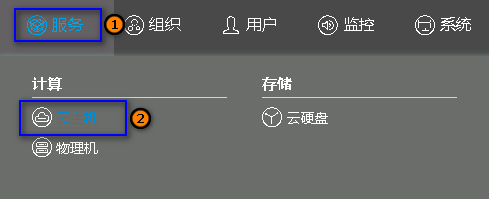 服务 1 组织 用户 监控 系统
计算 存储
云主机 2 云硬盘
物理机